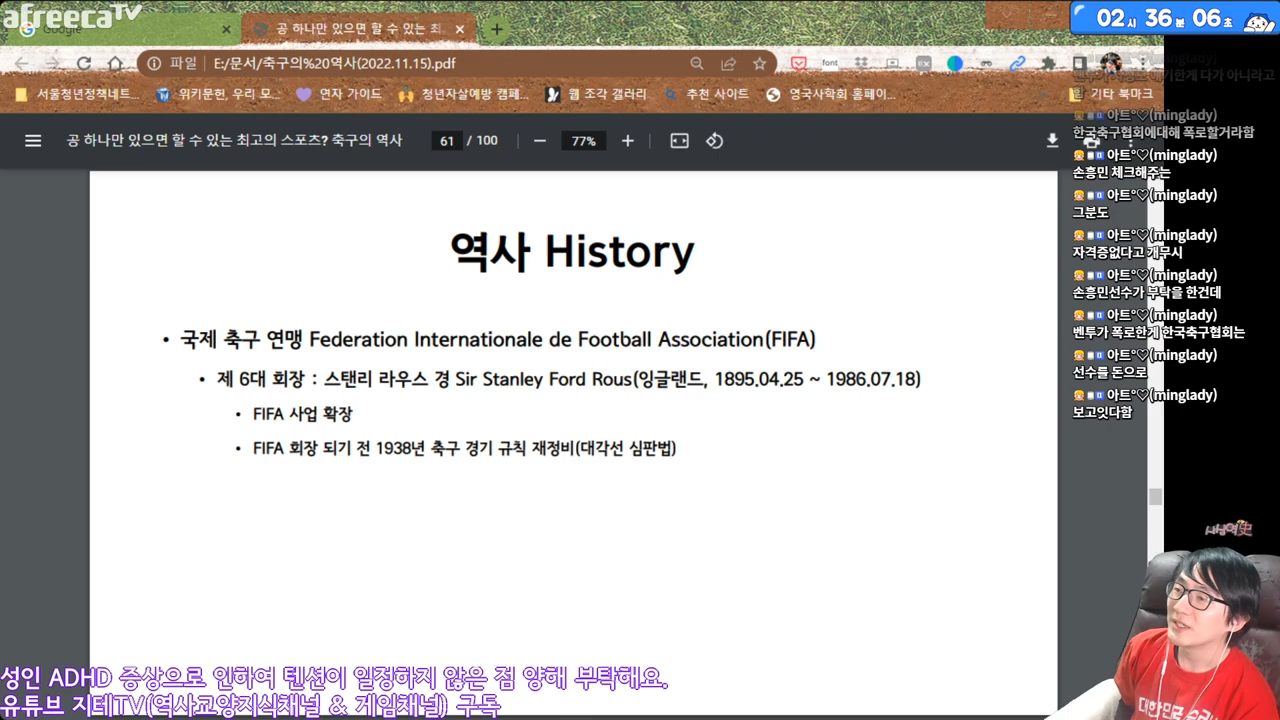 afreecaTV
Google
공 하나만 있으면 할 수 있는 최
02시 36분 06초
파일
E:/문서/축구의%20역사(2022.11.15).pdf
font
서울청년정책네트...
위키문헌, 우리 모...
연자 가이드
청년자살예방 캠페...
웹 조각 갤러리
추천 사이트
영국사학회 홈페이...
기타 북마크
공 하나만 있으면 할 수 있는 최고의 스포츠? 축구의 역사
61 / 100
77%
역사 History
• 국제 축구 연맹 Federation Internationale de Football Association(FIFA)
• 제 6대 회장 : 스탠리 라우스 경 Sir Stanley Ford Rous(잉글랜드, 1895.04.25 ~ 1986.07.18)
• FIFA 사업 확장
• FIFA 회장 되기 전 1938년 축구 경기 규칙 재정비(대각선 심판법)
한국축구협회에대해 폭로할거라함
아트º♡(minglady)
손흥민 체크해주는
아트º♡(minglady)
그분도
아트º♡(minglady)
자격증없다고 개무시
아트º♡(minglady)
손흥민선수가 부탁을 한건데
아트º♡(minglady)
벤투가 폭로한게 한국축구협회는
아트º♡(minglady)
선수를 돈으로
아트º♡(minglady)
보고잇다함
성인 ADHD 증상으로 인하여 텐션이 일정하지 않은 점 양해 부탁해요.
유튜브 지테TV(역사교양지식채널 & 게임채널) 구독